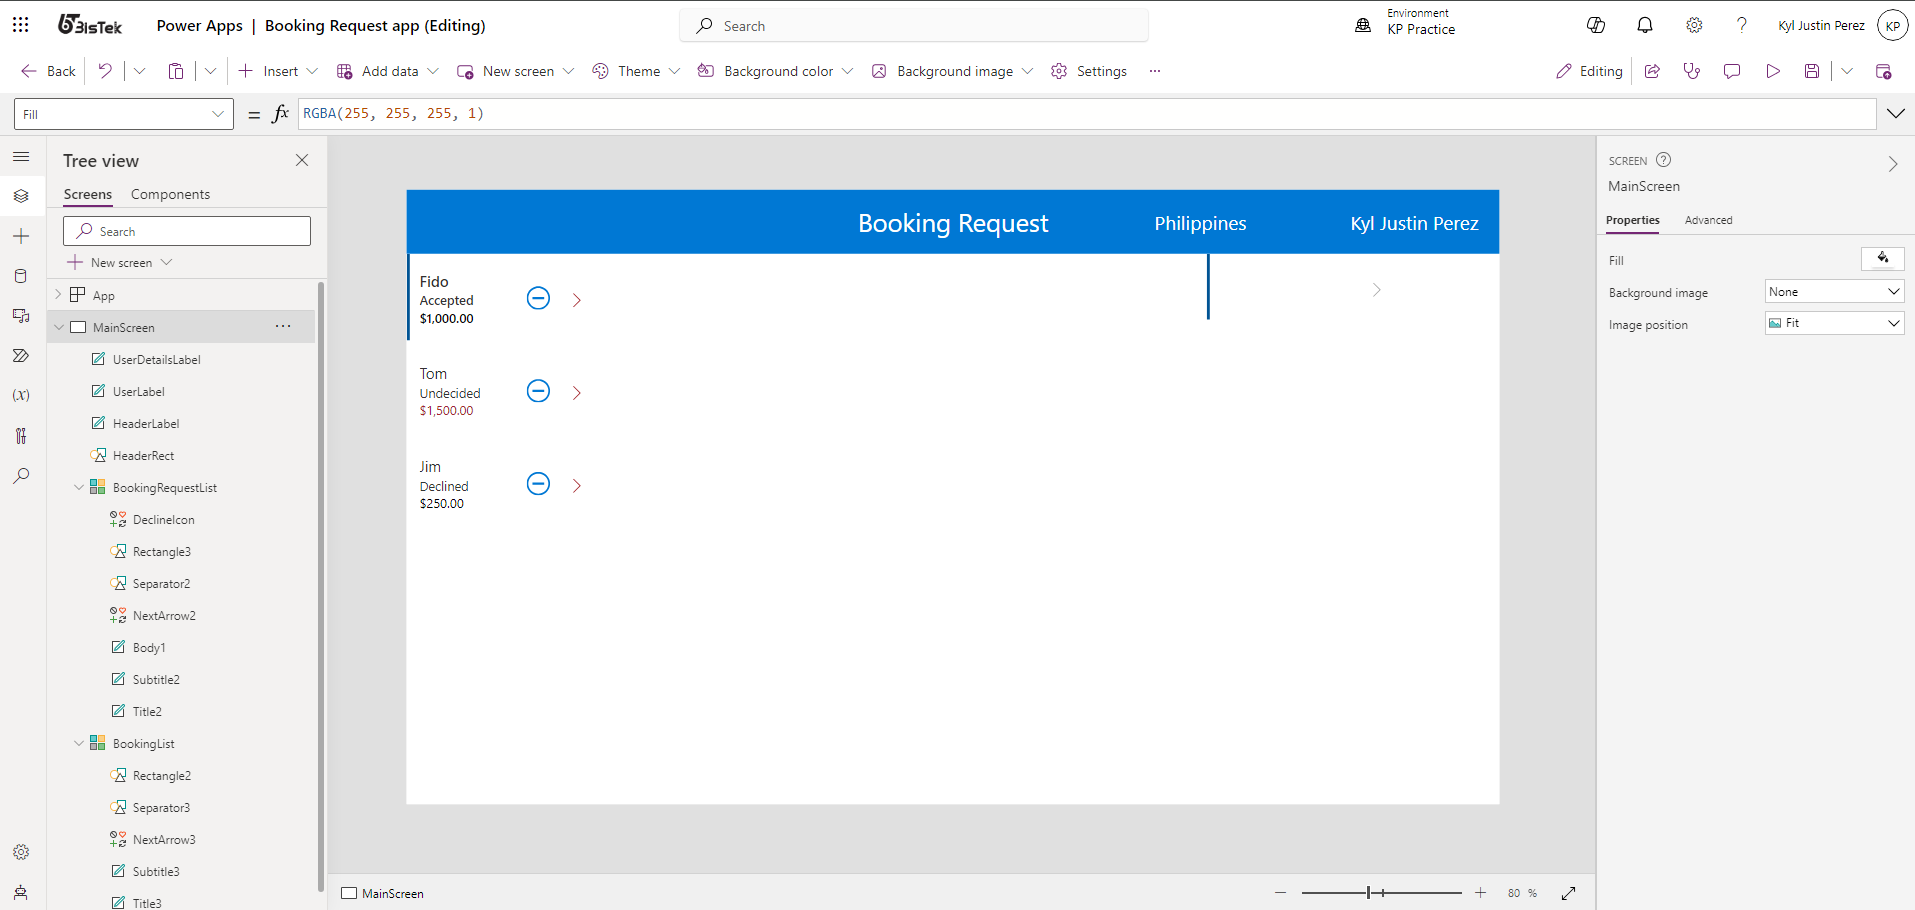 BisTek
Power Apps | Booking Request app (Editing)
Search
Environment
KP Practice
?
Kyl Justin Perez
KP
Back
Insert
Add data
New screen
Theme
Background color
Background image
Settings
...
Editing
Fill
= fx
RGBA(255, 255, 255, 1)
Tree view
Screens Components
Search
New screen
App
MainScreen
...
UserDetailsLabel
UserLabel
HeaderLabel
HeaderRect
BookingRequestList
DeclineIcon
Rectangle3
Separator2
NextArrow2
Body1
Subtitle2
Title2
BookingList
Rectangle2
Separator3
NextArrow3
Subtitle3
Title3
(x)
Booking Request
Philippines
Kyl Justin Perez
Fido
Accepted
$1,000.00
Tom
Undecided
$1,500.00
Jim
Declined
$250.00
MainScreen
80 %
SCREEN ?
MainScreen
Properties Advanced
Fill
Background image None
Image position Fit